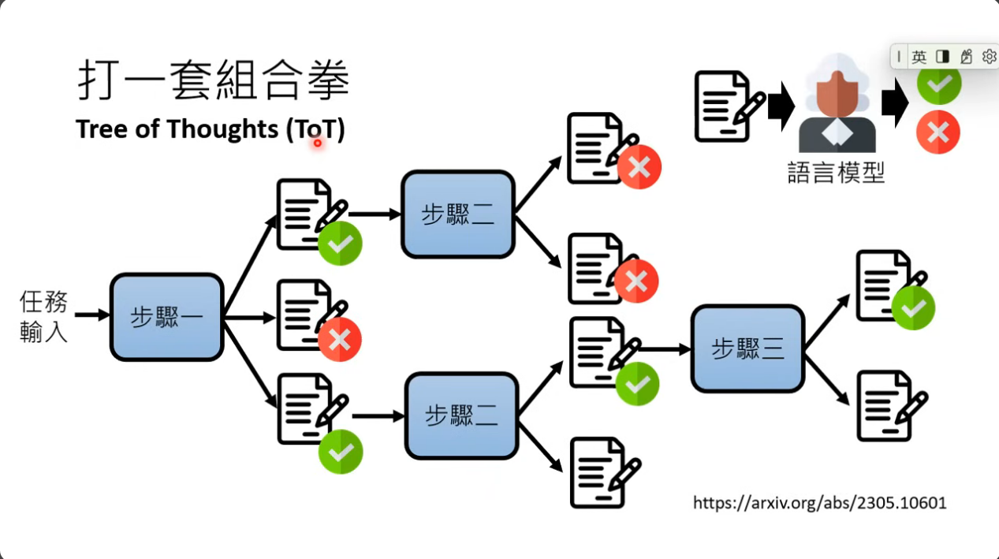 打一套組合拳
Tree of Thoughts (ToT)
英
語言模型
任務
輸入
步驟一
步驟二
步驟二
步驟三
https://arxiv.org/abs/2305.10601